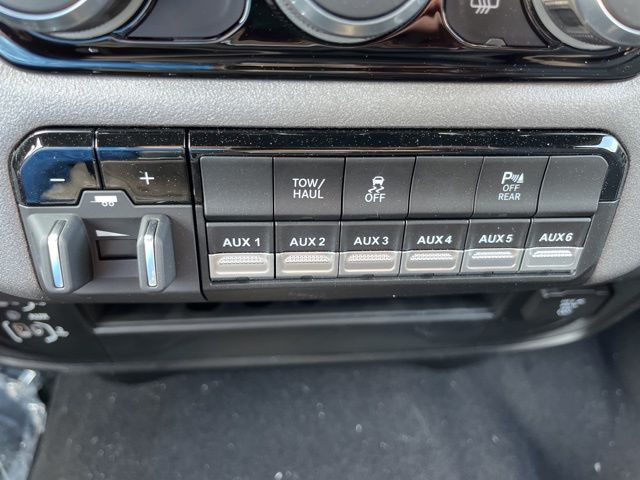 - +
TOW/
HAUL
OFF
P
OFF
REAR
AUX 1 AUX 2 AUX 3 AUX 4 AUX 5 AUX 6